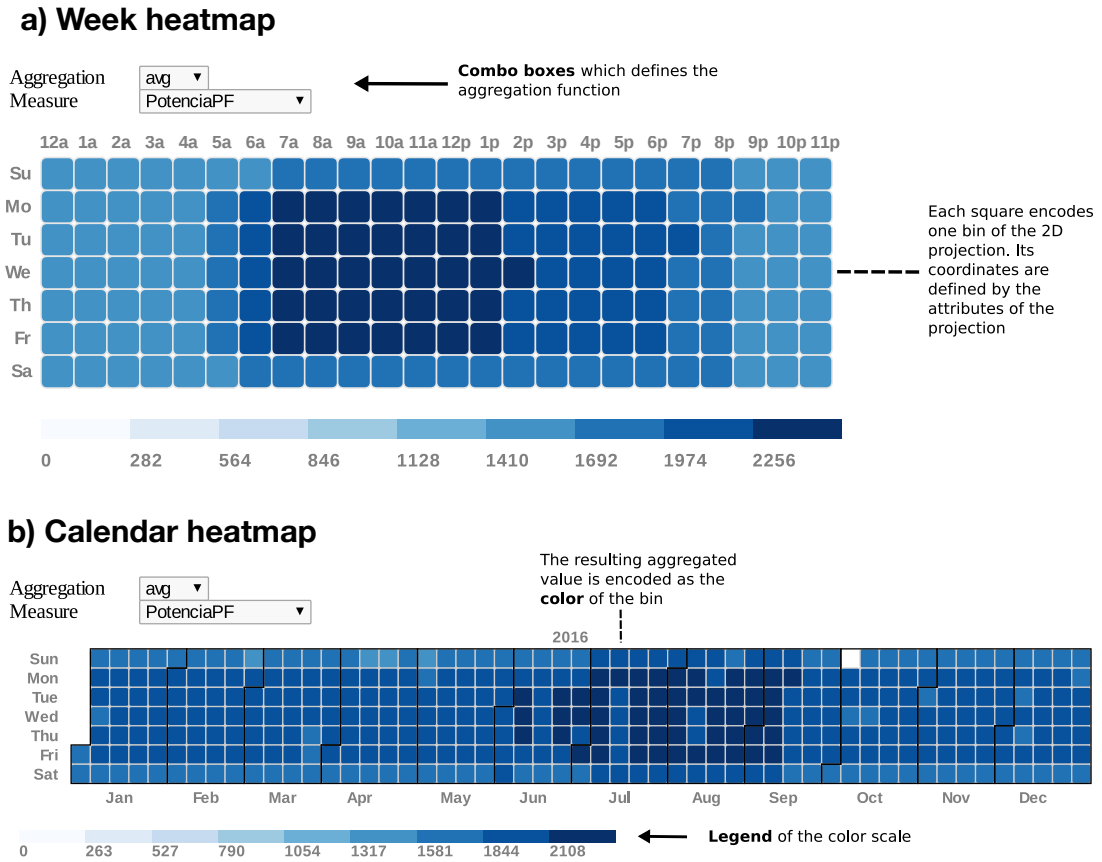 a) Week heatmap
Aggregation avg ▼
Measure PotenciaPF ▼
Combo boxes which defines the
aggregation function
12a 1a 2a 3a 4a 5a 6a 7a 8a 9a 10a 11a 12p 1p 2p 3p 4p 5p 6p 7p 8p 9p 10p 11p
Su
Mo
Tu
We
Th
Fr
Sa
Each square encodes
one bin of the 2D
projection. Its
coordinates are
defined by the
attributes of the
projection
0 282 564 846 1128 1410 1692 1974 2256
b) Calendar heatmap
Aggregation avg ▼
Measure PotenciaPF ▼
The resulting aggregated
value is encoded as the
color of the bin
2016
Sun
Mon
Tue
Wed
Thu
Fri
Sat
Jan Feb Mar Apr May Jun Jul Aug Sep Oct Nov Dec
0 263 527 790 1054 1317 1581 1844 2108
Legend of the color scale